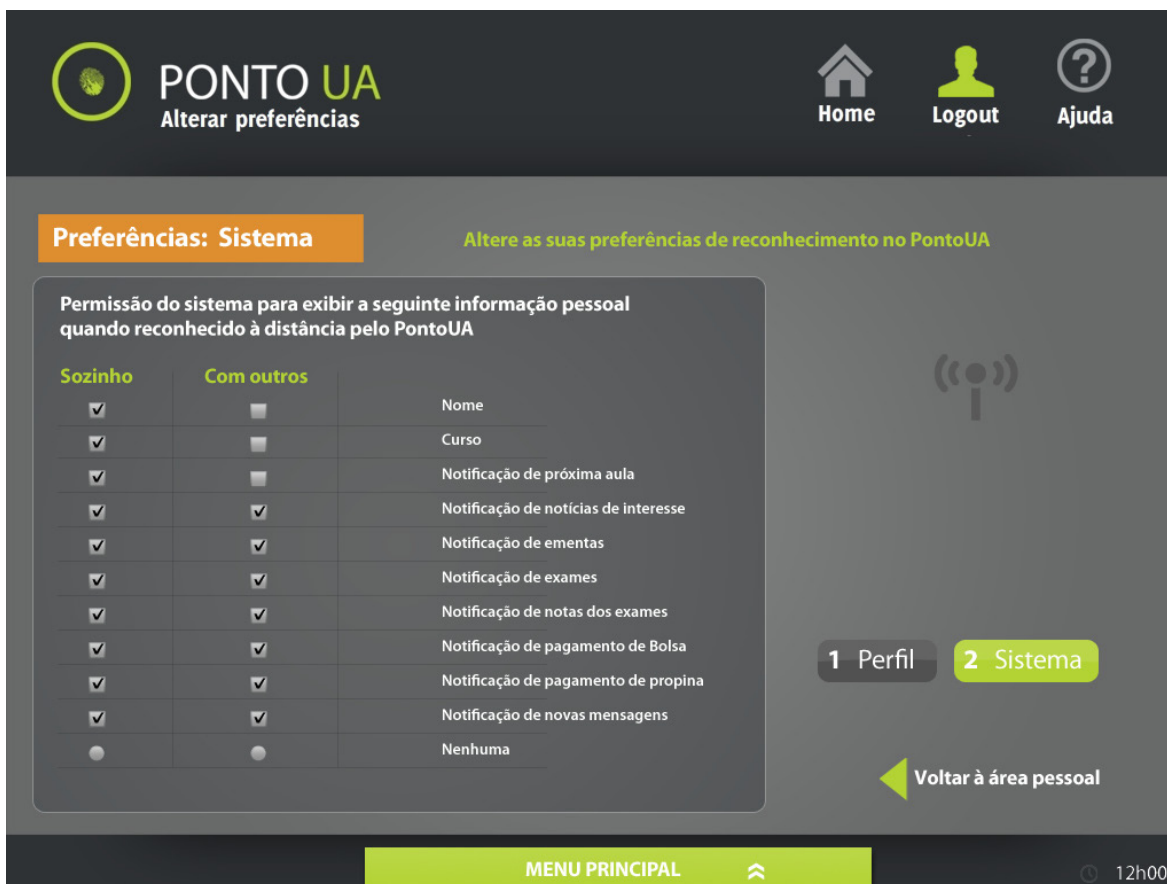 PONTO UA
Alterar preferências
Home
Logout
Ajuda
Preferências: Sistema
Altere as suas preferências de reconhecimento no PontoUA
Permissão do sistema para exibir a seguinte informação pessoal
quando reconhecido à distância pelo PontoUA
Sozinho Com outros
Nome
Curso
Notificação de próxima aula
Notificação de notícias de interesse
Notificação de ementas
Notificação de exames
Notificação de notas dos exames
Notificação de pagamento de Bolsa
Notificação de pagamento de propina
Notificação de novas mensagens
Nenhuma
1 Perfil
2 Sistema
Voltar à área pessoal
MENU PRINCIPAL
12h00